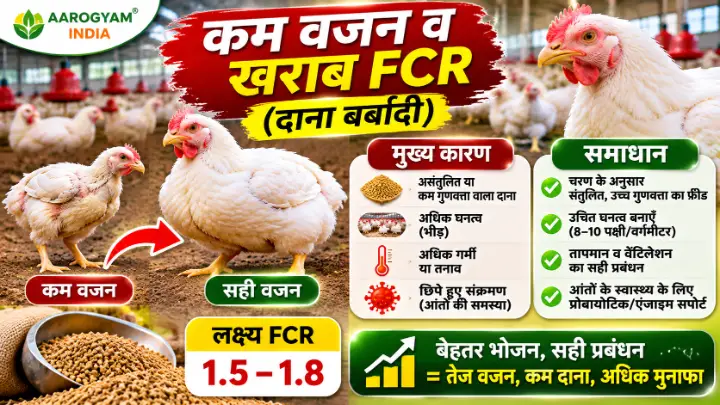 AAROGYAM®
INDIA
कम वजन व
खराब FCR
(दाना बर्बादी)
मुख्य कारण
असंतुलित या
कम गुणवत्ता वाला दाना
अधिक घनत्व
(भीड़)
अधिक गर्मी
या तनाव
छिपे हुए संक्रमण
(आंतों की समस्या)
समाधान
चरण के अनुसार
संतुलित, उच्च गुणवत्ता का फ़ीड
उचित घनत्व बनाएँ
(8–10 पक्षी/वर्गमीटर)
तापमान व वेंटिलेशन
का सही प्रबंधन
आंतों के स्वास्थ्य के लिए
प्रोबायोटिक/एंजाइम सपोर्ट
कम वजन
सही वजन
लक्ष्य FCR
1.5 – 1.8
बेहतर भोजन, सही प्रबंधन
= तेज वजन, कम दाना, अधिक मुनाफा